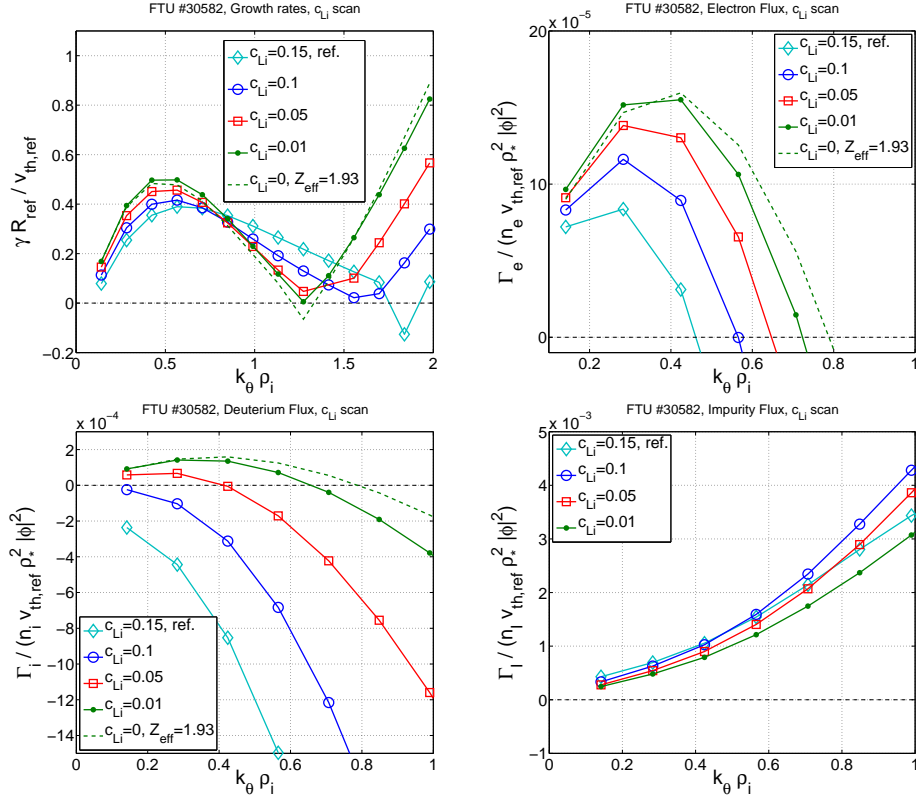 FTU #30582, Growth rates, c_Li scan
γ R_ref / v_th,ref
1
0.8
0.6
0.4
0.2
0
−0.2
c_Li=0.15, ref.
c_Li=0.1
c_Li=0.05
c_Li=0.01
c_Li=0, Z_eff=1.93
0 0.5 1 1.5 2
k_θ ρ_i
FTU #30582, Electron Flux, c_Li scan
x 10^−5
Γ_e / (n_e v_th,ref ρ_*^2 |ϕ|^2)
20
15
10
0
c_Li=0.15, ref.
c_Li=0.1
c_Li=0.05
c_Li=0.01
c_Li=0, Z_eff=1.93
0.2 0.4 0.6 0.8 1
k_θ ρ_i
FTU #30582, Deuterium Flux, c_Li scan
x 10^−4
Γ_i / (n_i v_th,ref ρ_*^2 |ϕ|^2)
2
0
−2
−4
−6
−8
−10
−12
−14
c_Li=0.15, ref.
c_Li=0.1
c_Li=0.05
c_Li=0.01
c_Li=0, Z_eff=1.93
0 0.2 0.4 0.6 0.8 1
k_θ ρ_i
FTU #30582, Impurity Flux, c_Li scan
x 10^−3
Γ_I / (n_I v_th,ref ρ_*^2 |ϕ|^2)
5
4
3
2
1
0
−1
c_Li=0.15, ref.
c_Li=0.1
c_Li=0.05
c_Li=0.01
0 0.2 0.4 0.6 0.8 1
k_θ ρ_i